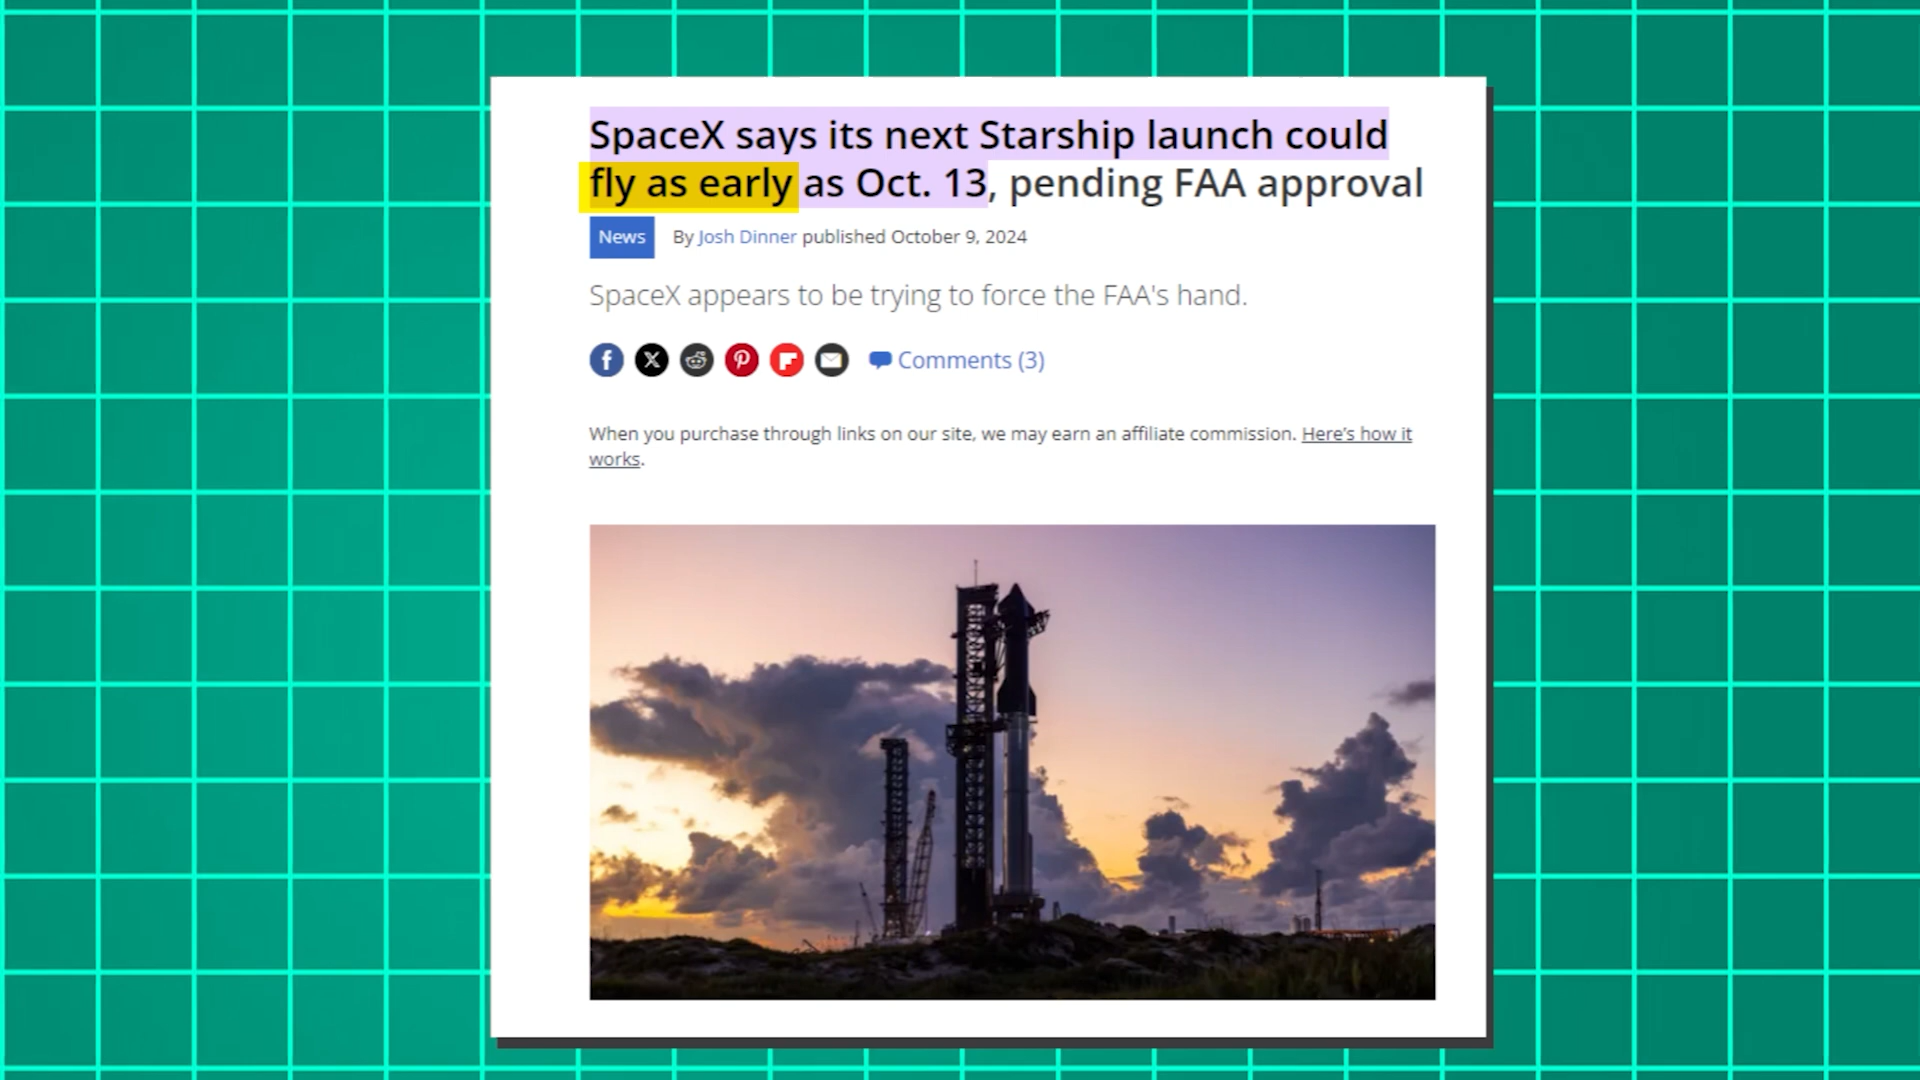 SpaceX says its next Starship launch could
fly as early as Oct. 13, pending FAA approval
News By Josh Dinner published October 9, 2024
SpaceX appears to be trying to force the FAA's hand.
Comments (3)
When you purchase through links on our site, we may earn an affiliate commission. Here's how it
works.